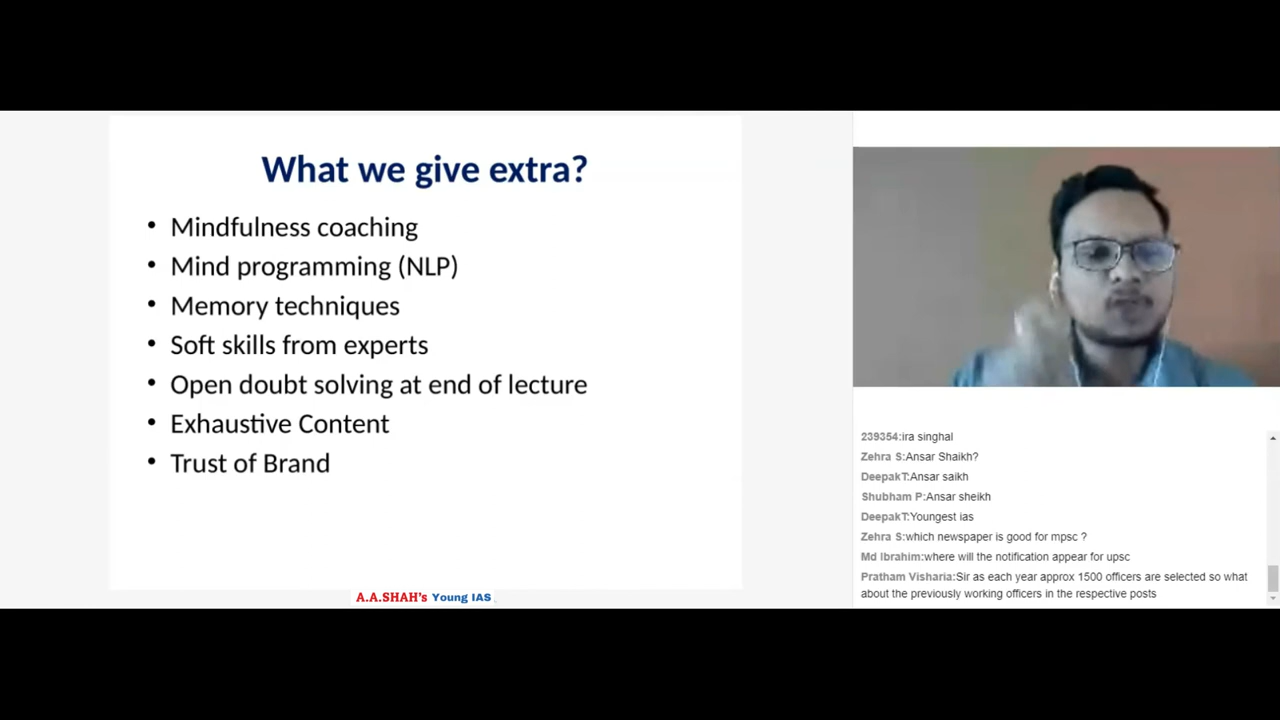 What we give extra?
• Mindfulness coaching
• Mind programming (NLP)
• Memory techniques
• Soft skills from experts
• Open doubt solving at end of lecture
• Exhaustive Content
• Trust of Brand
A.A.SHAH's Young IAS
239354:ira singhal
Zehra S:Ansar Shaikh?
DeepakT:Ansar saikh
Shubham P:Ansar sheikh
DeepakT:Youngest ias
Zehra S:which newspaper is good for mpsc ?
Md Ibrahim:where will the notification appear for upsc
Pratham Visharia:Sir as each year approx 1500 officers are selected so what
about the previously working officers in the respective posts